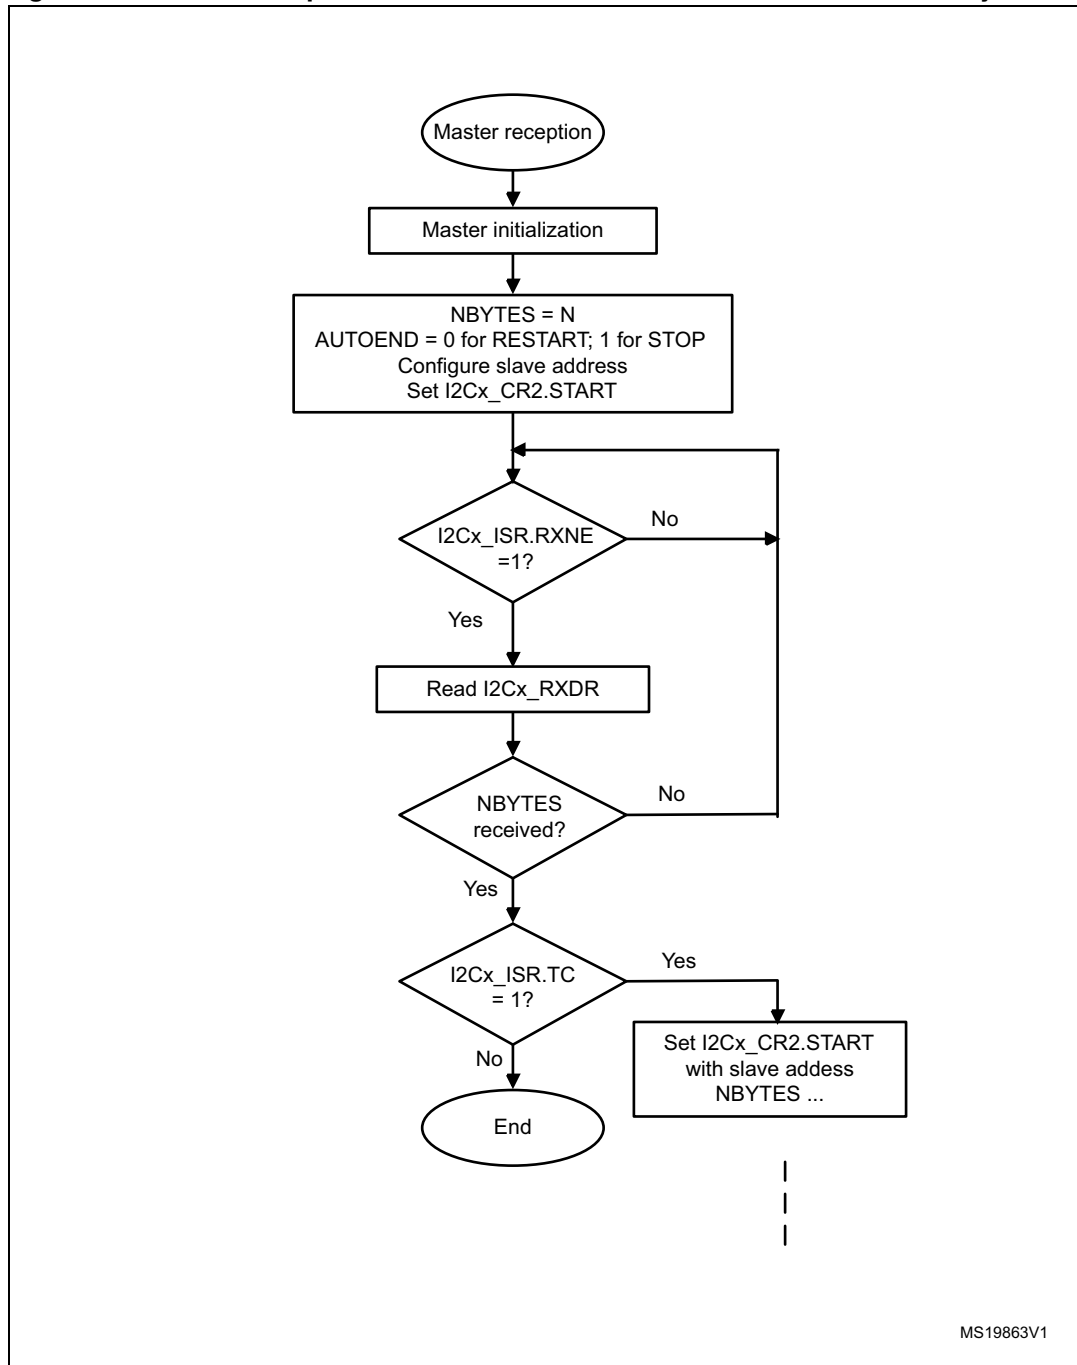 Master reception
Master initialization
NBYTES = N
AUTOEND = 0 for RESTART; 1 for STOP
Configure slave address
Set I2Cx_CR2.START
I2Cx_ISR.RXNE
=1?
No
Yes
Read I2Cx_RXDR
NBYTES
received?
No
Yes
I2Cx_ISR.TC
= 1?
Yes
No
Set I2Cx_CR2.START
with slave addess
NBYTES ...
End
MS19863V1